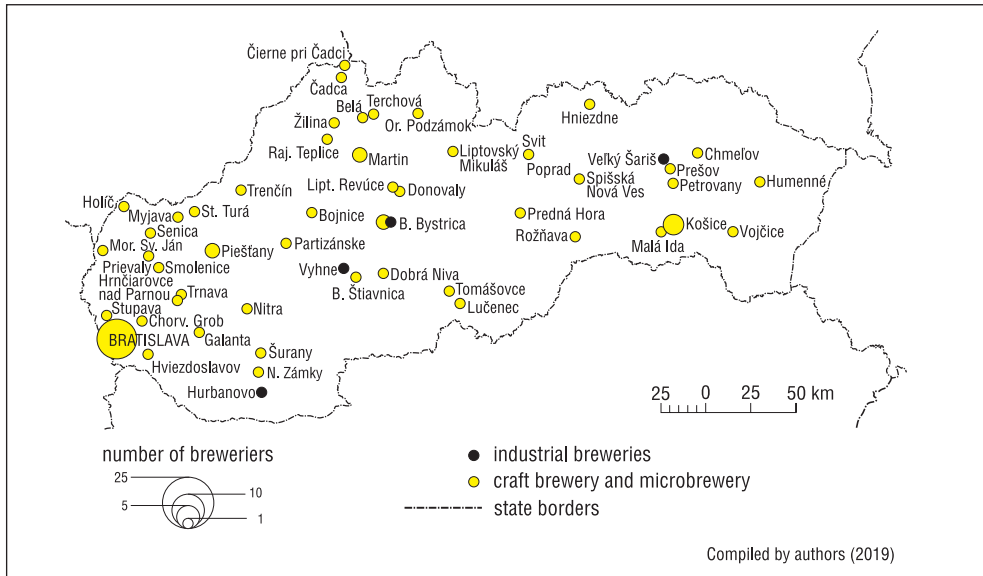 Čierne pri Čadci
Čadca
Belá
Terchová
Žilina
Or. Podzámok
Hniezdne
Raj. Teplice
Martin
Liptovský
Mikuláš
Svit
Poprad
Veľký Šariš
Chmeľov
Prešov
Petrovany
Humenné
Spišská
Nová Ves
Trenčín
Lipt. Revúce
Donovaly
Holíč
Myjava
St. Turá
Bojnice
B. Bystrica
Predná Hora
Rožňava
Košice
Malá Ida
Vojčice
Senica
Mor. Sv. Ján
Piešťany
Partizánske
Prievaly
Smolenice
Vyhne
B. Štiavnica
Dobrá Niva
Tomášovce
Lučenec
Hrnčiarovce
nad Parnou
Trnava
Stupava
Chorv. Grob
Nitra
BRATISLAVA
Galanta
Hviezdoslavov
Šurany
N. Zámky
Hurbanovo
25 0 25 50 km
number of breweriers
25
10
5
1
industrial breweries
craft brewery and microbrewery
state borders
Compiled by authors (2019)